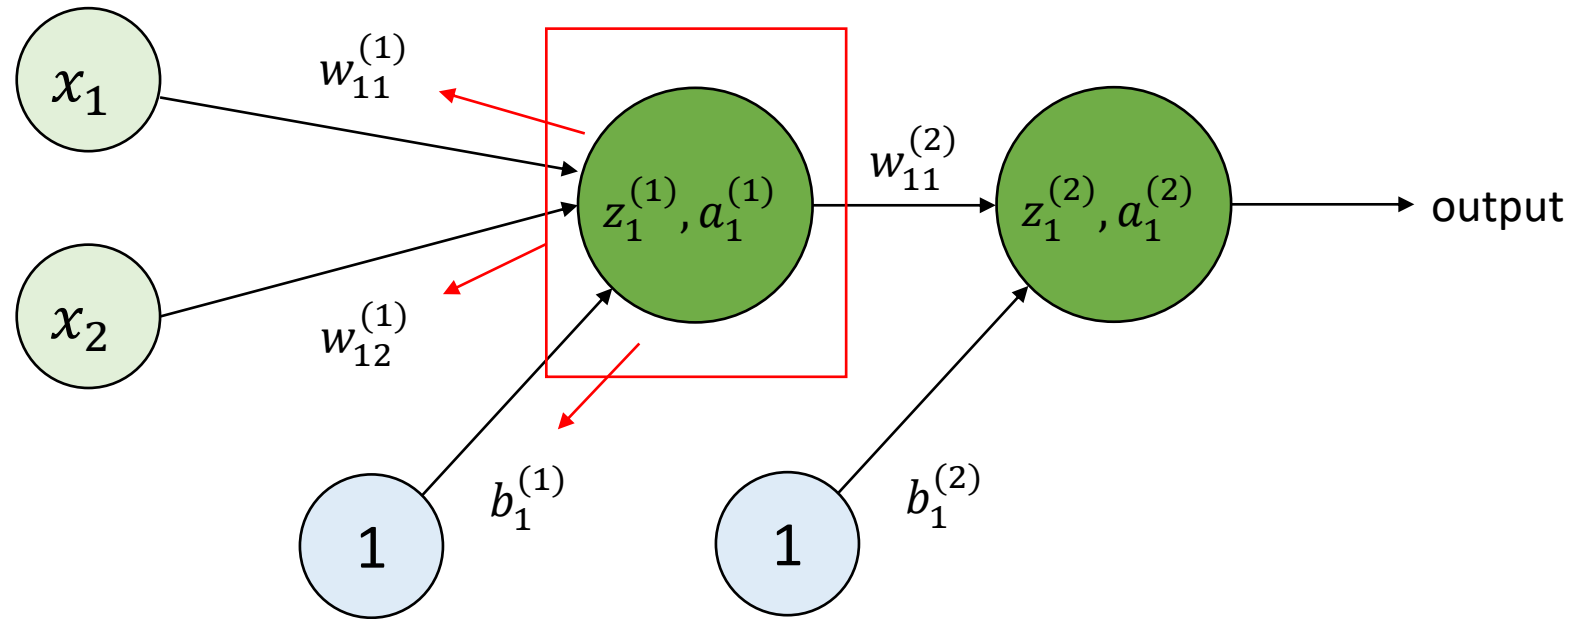 x₁
w₁₁⁽¹⁾
z₁⁽¹⁾, a₁⁽¹⁾
w₁₁⁽²⁾
z₁⁽²⁾, a₁⁽²⁾
output
x₂
w₁₂⁽¹⁾
1
b₁⁽¹⁾
1
b₁⁽²⁾